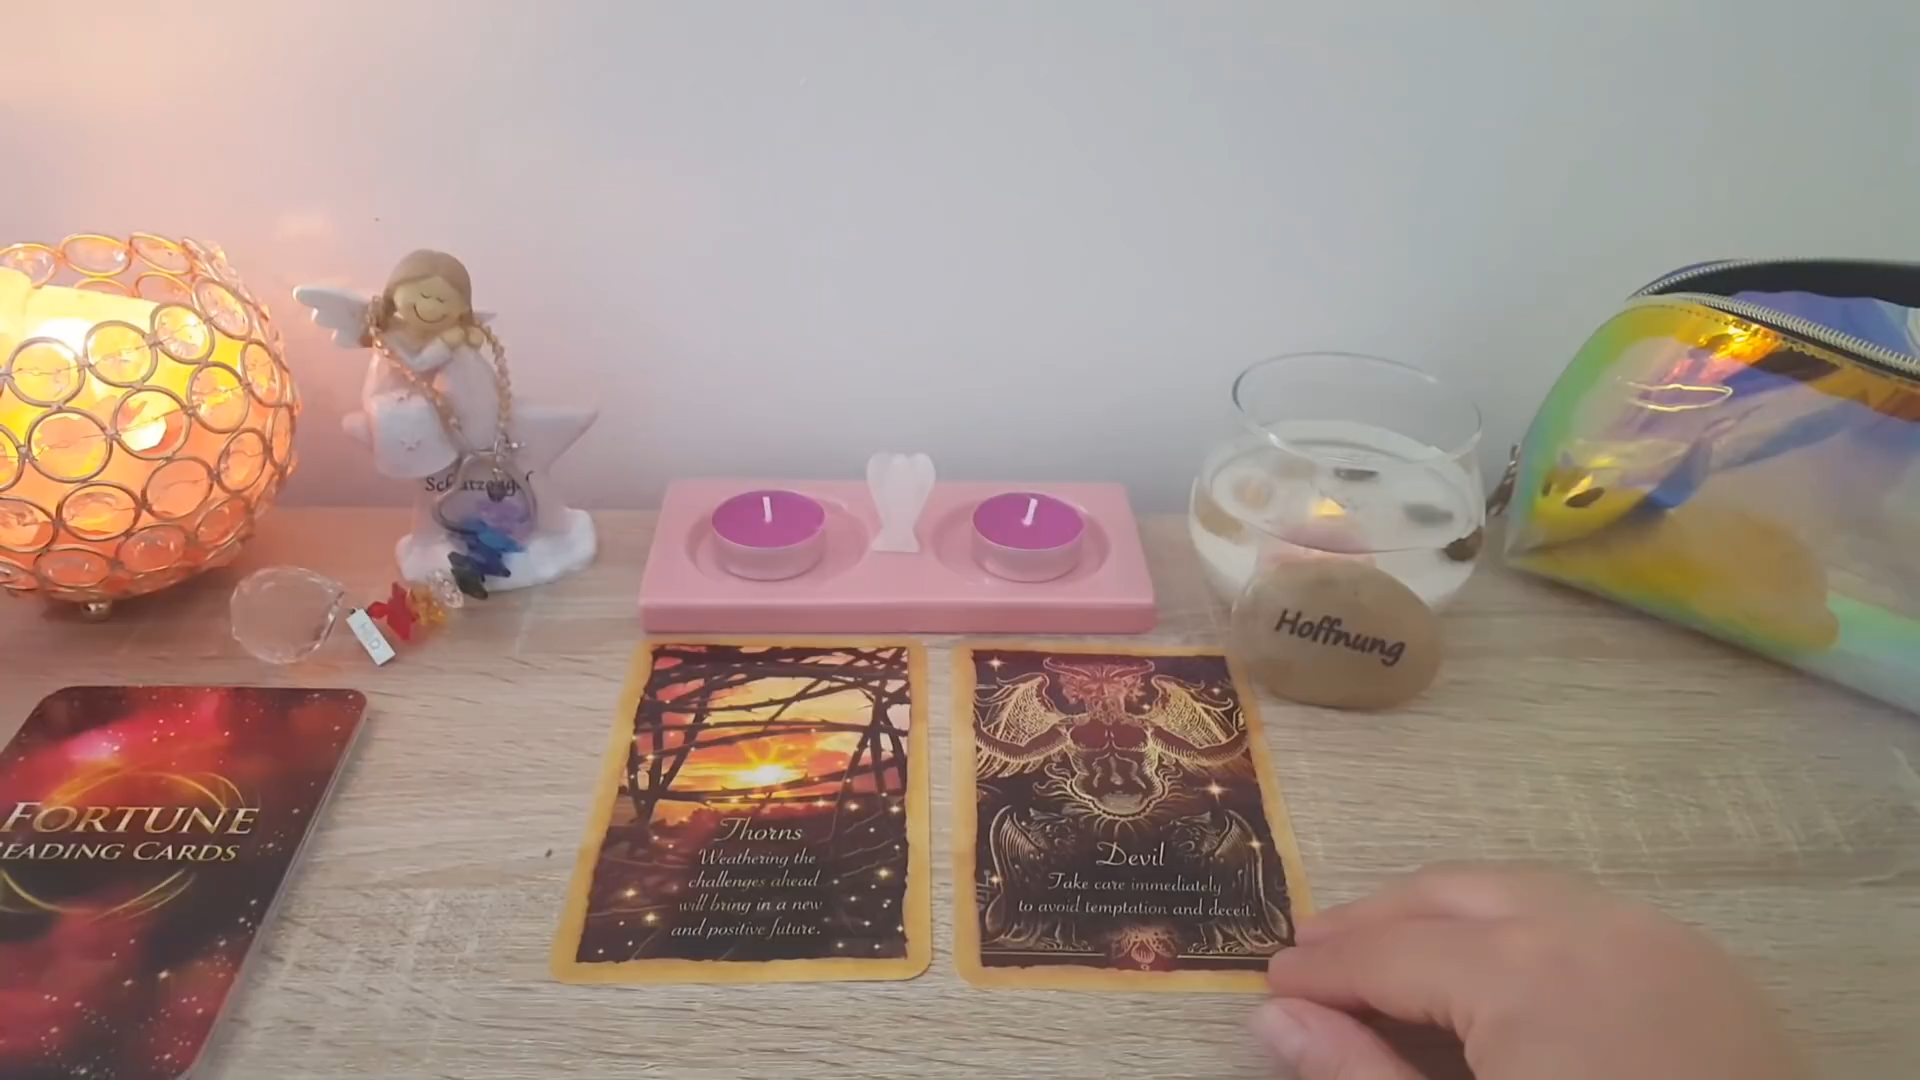 Hoffnung
FORTUNE
EADING CARDS
Thorns
Weathering the
challenges ahead
will bring in a new
and positive future.
Devil
Take care immediately
to avoid temptation and deceit.